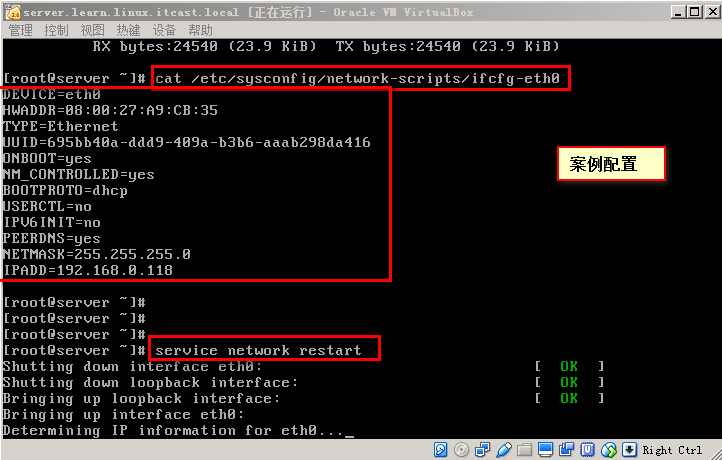 server.learn.linux.itcast.local [正在运行] - Oracle VM VirtualBox
管理 控制 视图 热键 设备 帮助
RX bytes:24540 (23.9 KiB)  TX bytes:24540 (23.9 KiB)
[root@server ~]# cat /etc/sysconfig/network-scripts/ifcfg-eth0
DEVICE=eth0
HWADDR=08:00:27:A9:CB:35
TYPE=Ethernet
UUID=695bb40a-ddd9-409a-b3b6-aaab298da416
ONBOOT=yes
案例配置
NM_CONTROLLED=yes
BOOTPROTO=dhcp
USERCTL=no
IPV6INIT=no
PEERDNS=yes
NETMASK=255.255.255.0
IPADD=192.168.0.118
[root@server ~]#
[root@server ~]#
[root@server ~]#
[root@server ~]# service network restart
Shutting down interface eth0: [ OK ]
Shutting down loopback interface: [ OK ]
Bringing up loopback interface: [ OK ]
Bringing up interface eth0:
Determining IP information for eth0..._
Right Ctrl